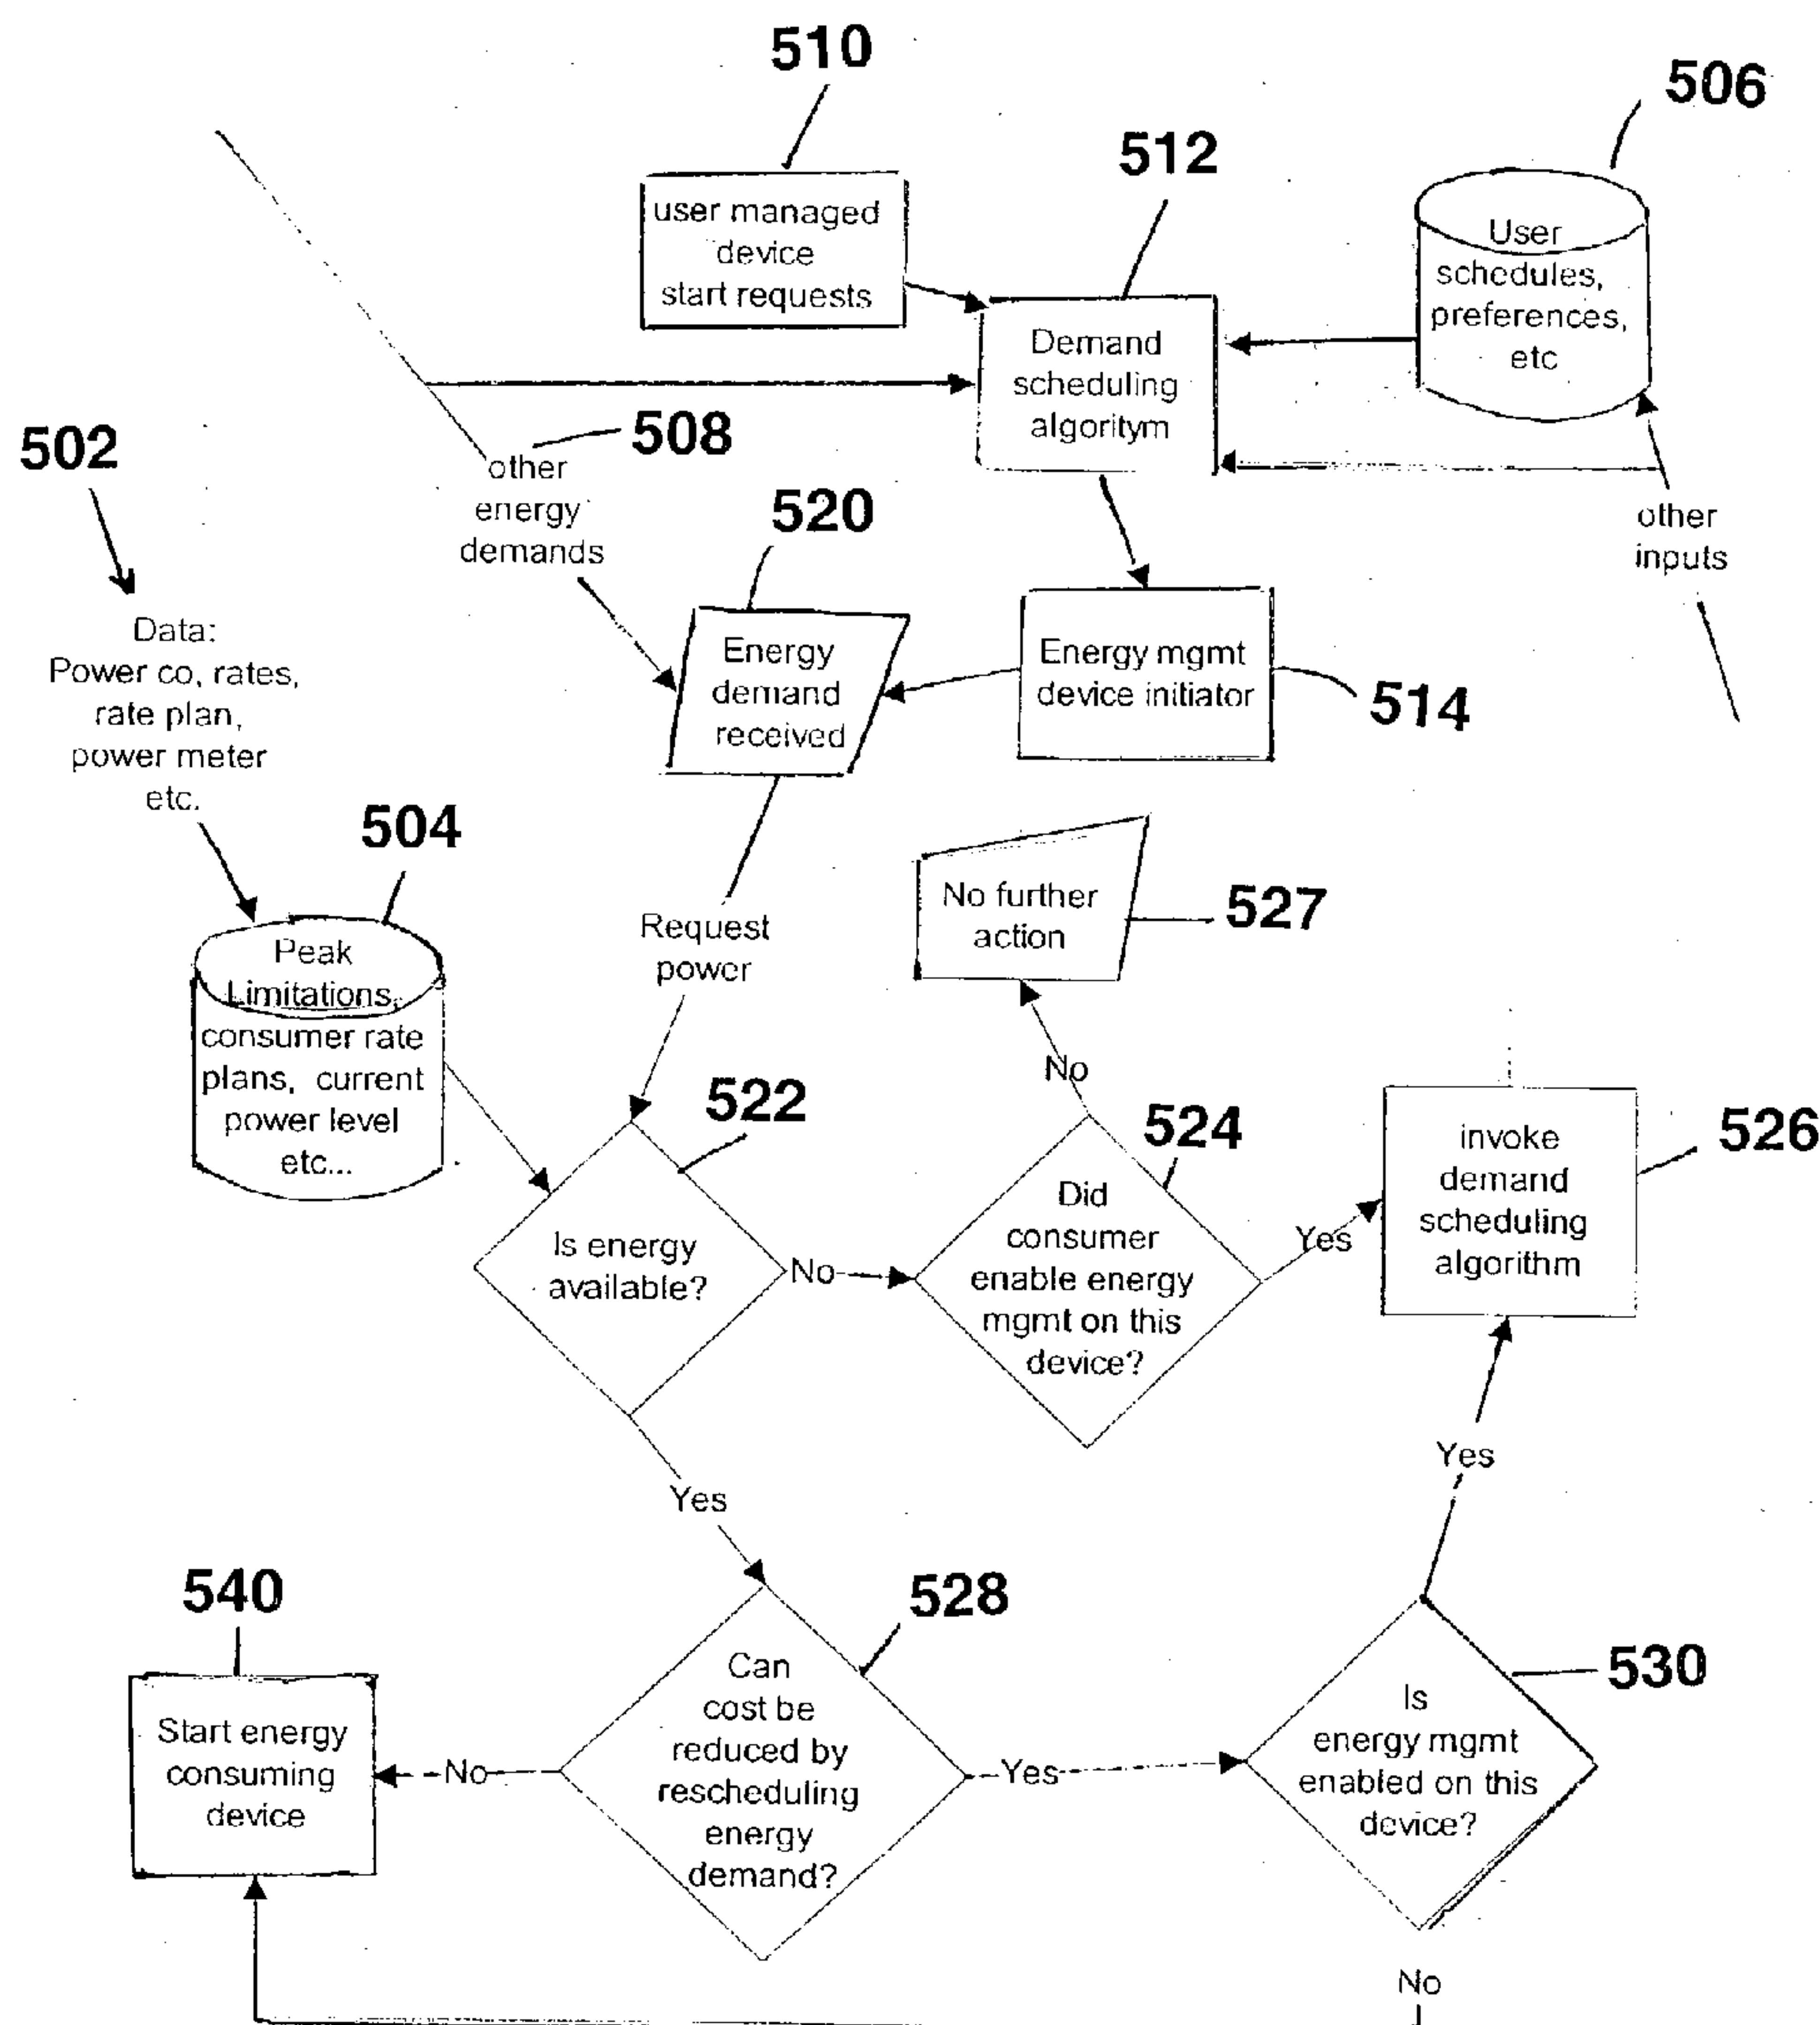 510
506
512
user managed
device
start requests
User
schedules,
preferences,
etc
Demand
scheduling
algoritym
502
508
other
energy
demands
520
other
inputs
Data:
Power co, rates,
rate plan,
power meter
etc.
Energy
demand
received
Energy mgmt
device initiator
514
504
Request
power
No further
action
527
Peak
Limitations,
consumer rate
plans, current
power level
etc...
No
522
524
526
invoke
demand
scheduling
algorithm
Is energy
available?
No
Did
consumer
enable energy
mgmt on this
device?
Yes
Yes
Yes
540
528
530
Start energy
consuming
device
No
Can
cost be
reduced by
rescheduling
energy
demand?
Yes
Is
energy mgmt
enabled on this
device?
No